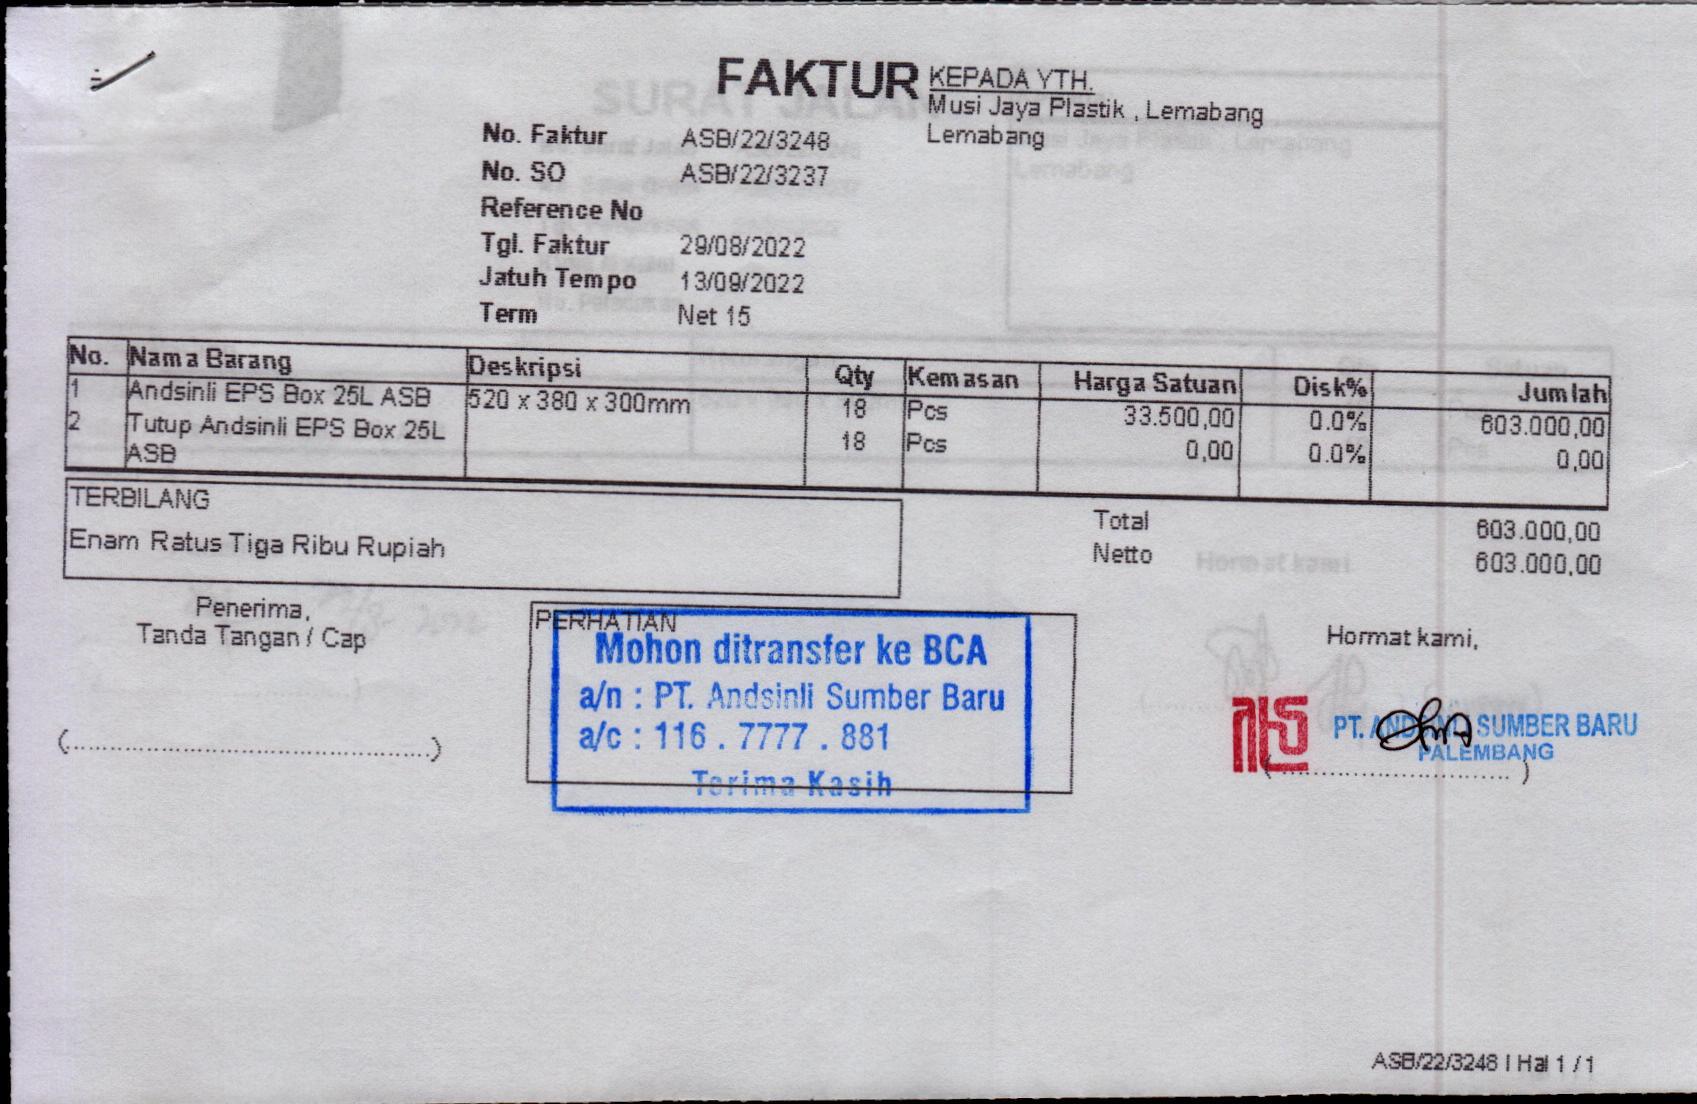 FAKTUR
KEPADA YTH.
Musi Jaya Plastik , Lemabang
Lemabang
No. Faktur ASB/22/3248
No. SO ASB/22/3237
Reference No
Tgl. Faktur 29/08/2022
Jatuh Tempo 13/09/2022
Term Net 15
No. Nama Barang Deskripsi Qty Kemasan Harga Satuan Disk% Jumlah
1 Andsinli EPS Box 25L ASB 520 x 380 x 300mm 18 Pcs 33.500,00 0.0% 603.000,00
2 Tutup Andsinli EPS Box 25L 18 Pcs 0,00 0.0% 0,00
ASB
TERBILANG
Enam Ratus Tiga Ribu Rupiah
Total 603.000,00
Netto 603.000,00
Penerima,
Tanda Tangan / Cap
(..................................................)
PERHATIAN
Mohon ditransfer ke BCA
a/n : PT. Andsinli Sumber Baru
a/c : 116 . 7777 . 881
Terima Kasih
Hormat kami,
PT. SUMBER BARU
PALEMBANG
(................................)
ASB/22/3248 | Hal 1 / 1